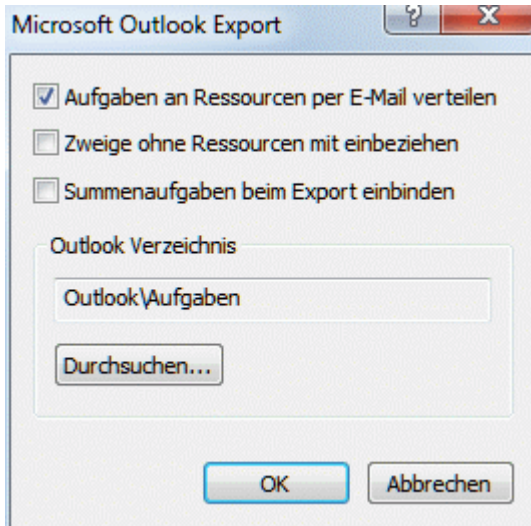 Microsoft Outlook Export
Aufgaben an Ressourcen per E-Mail verteilen
Zweige ohne Ressourcen mit einbeziehen
Summenaufgaben beim Export einbinden
Outlook Verzeichnis
Outlook\Aufgaben
Durchsuchen...
OK Abbrechen